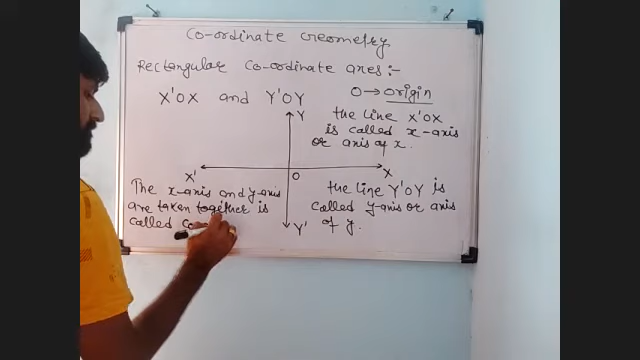 Co-ordinate Geometry
Rectangular Co-ordinate axes :-
X'OX and Y'OY
O → origin
the line X'OX
is called x-axis
or axis of x.
Y
X'
O
X
Y'
The x-axis and y-axis
are taken together is
called Co
the line Y'OY is
called y-axis or axis
of y.